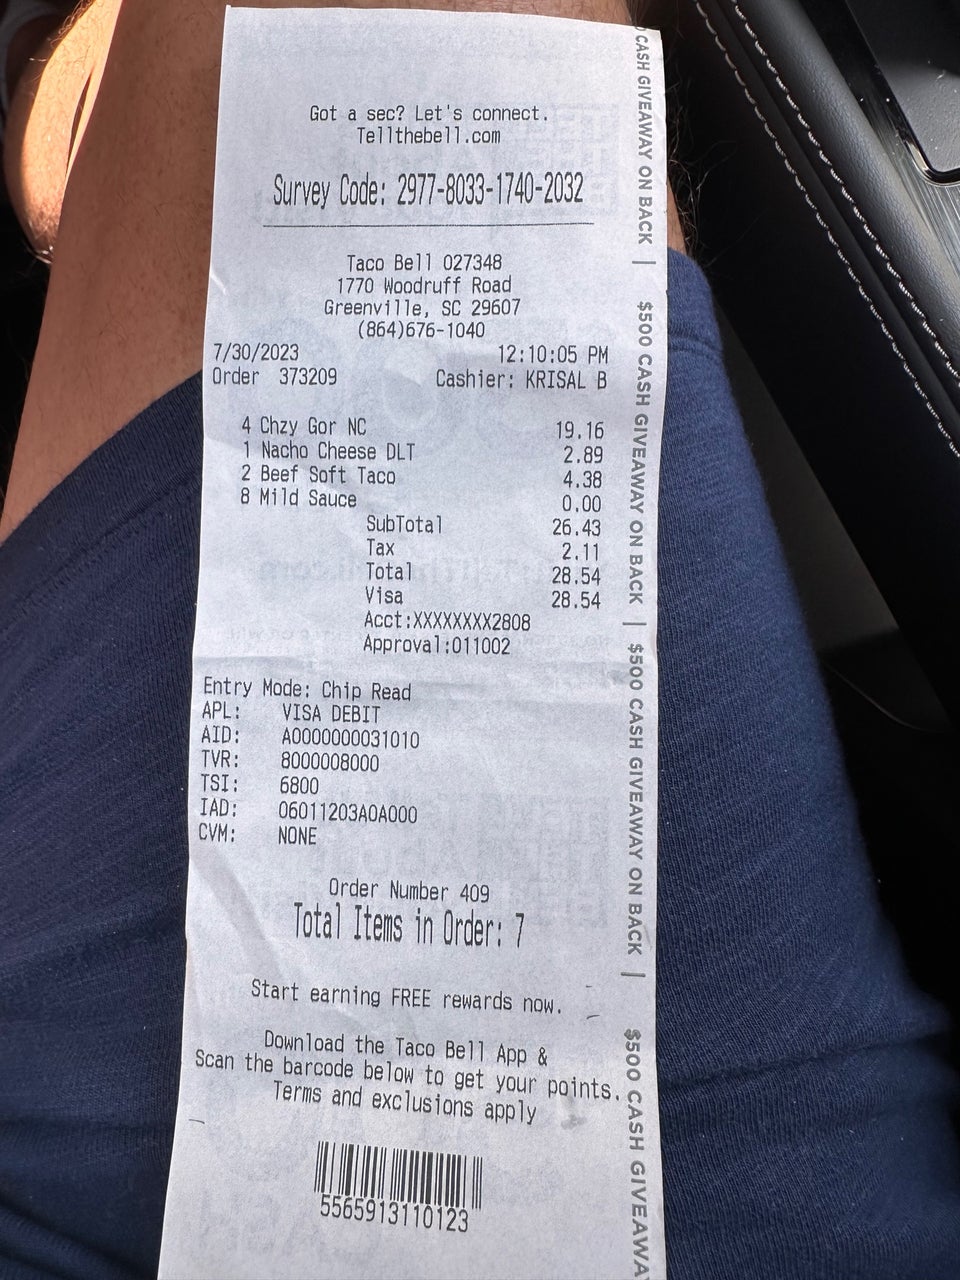 Got a sec? Let's connect.
Tellthebell.com
Survey Code: 2977-8033-1740-2032
Taco Bell 027348
1770 Woodruff Road
Greenville, SC 29607
(864)676-1040
7/30/2023 12:10:05 PM
Order 373209 Cashier: KRISAL B
4 Chzy Gor NC 19.16
1 Nacho Cheese DLT 2.89
2 Beef Soft Taco 4.38
8 Mild Sauce 0.00
SubTotal 26.43
Tax 2.11
Total 28.54
Visa 28.54
Acct:XXXXXXXX2808
Approval:011002
Entry Mode: Chip Read
APL: VISA DEBIT
AID: A0000000031010
TVR: 8000008000
TSI: 6800
IAD: 06011203A0A000
CVM: NONE
Order Number 409
Total Items in Order: 7
Start earning FREE rewards now.
Download the Taco Bell App &
Scan the barcode below to get your points.
Terms and exclusions apply
5565913110123
CASH GIVEAWAY ON BACK | $500 CASH GIVEAWAY ON BACK | $500 CASH GIVEAWAY ON BACK | $500 CASH GIVEAWA